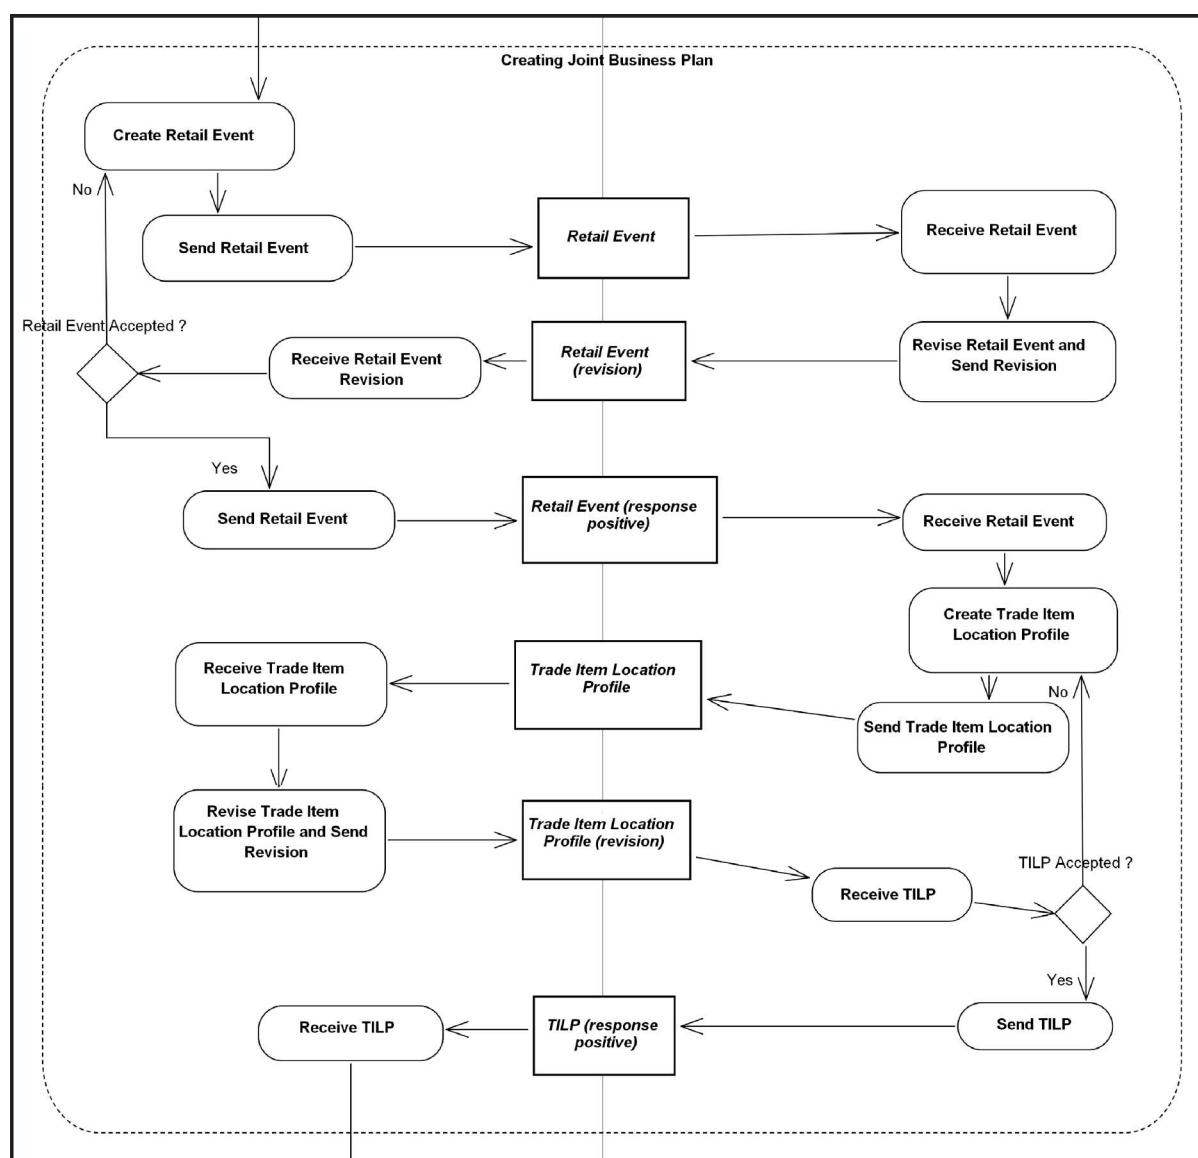 Creating Joint Business Plan
Create Retail Event
No
Send Retail Event
Retail Event
Receive Retail Event
Retail Event Accepted ?
Receive Retail Event
Revision
Retail Event
(revision)
Revise Retail Event and
Send Revision
Yes
Send Retail Event
Retail Event (response
positive)
Receive Retail Event
Create Trade Item
Location Profile
Receive Trade Item
Location Profile
Trade Item Location
Profile
No
Send Trade Item Location
Profile
Revise Trade Item
Location Profile and Send
Revision
Trade Item Location
Profile (revision)
TILP Accepted ?
Receive TILP
Yes
Receive TILP
TILP (response
positive)
Send TILP